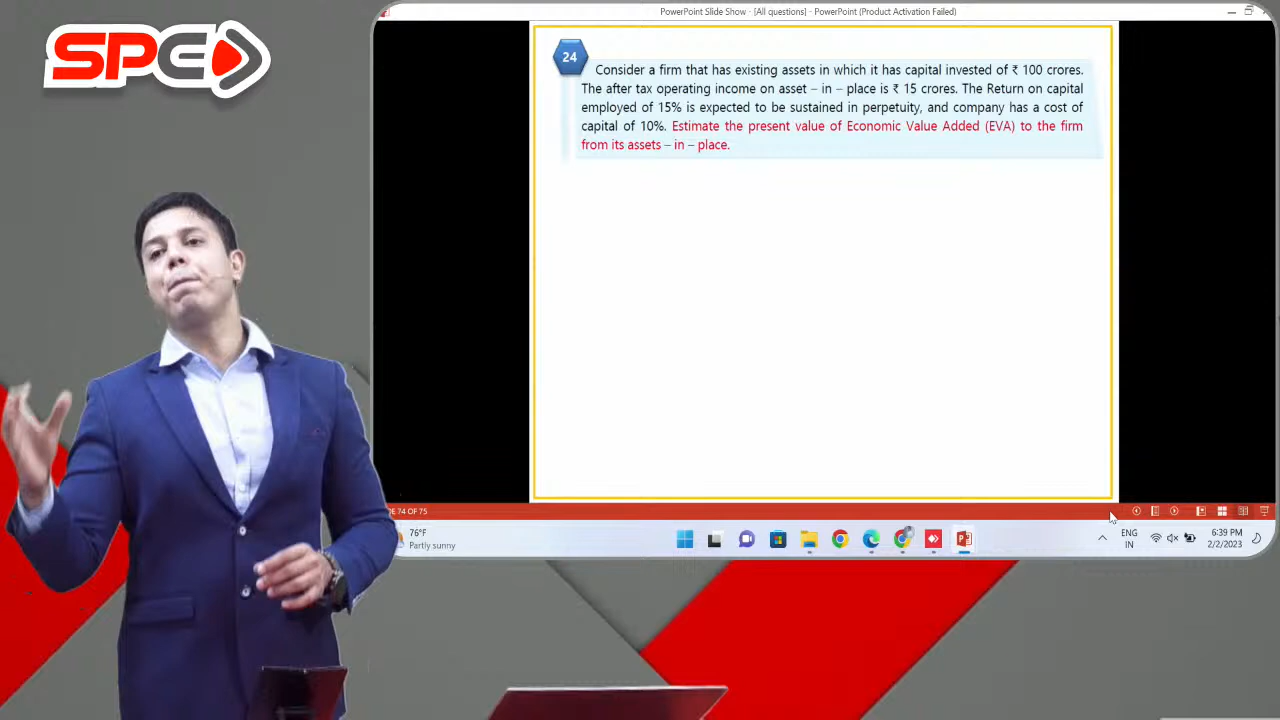 SPE
PowerPoint Slide Show - [All questions] - PowerPoint (Product Activation Failed)
24
Consider a firm that has existing assets in which it has capital invested of ₹ 100 crores.
The after tax operating income on asset – in – place is ₹ 15 crores. The Return on capital
employed of 15% is expected to be sustained in perpetuity, and company has a cost of
capital of 10%. Estimate the present value of Economic Value Added (EVA) to the firm
from its assets – in – place.
E 74 OF 75
76°F
Partly sunny
ENG
IN
6:39 PM
2/2/2023